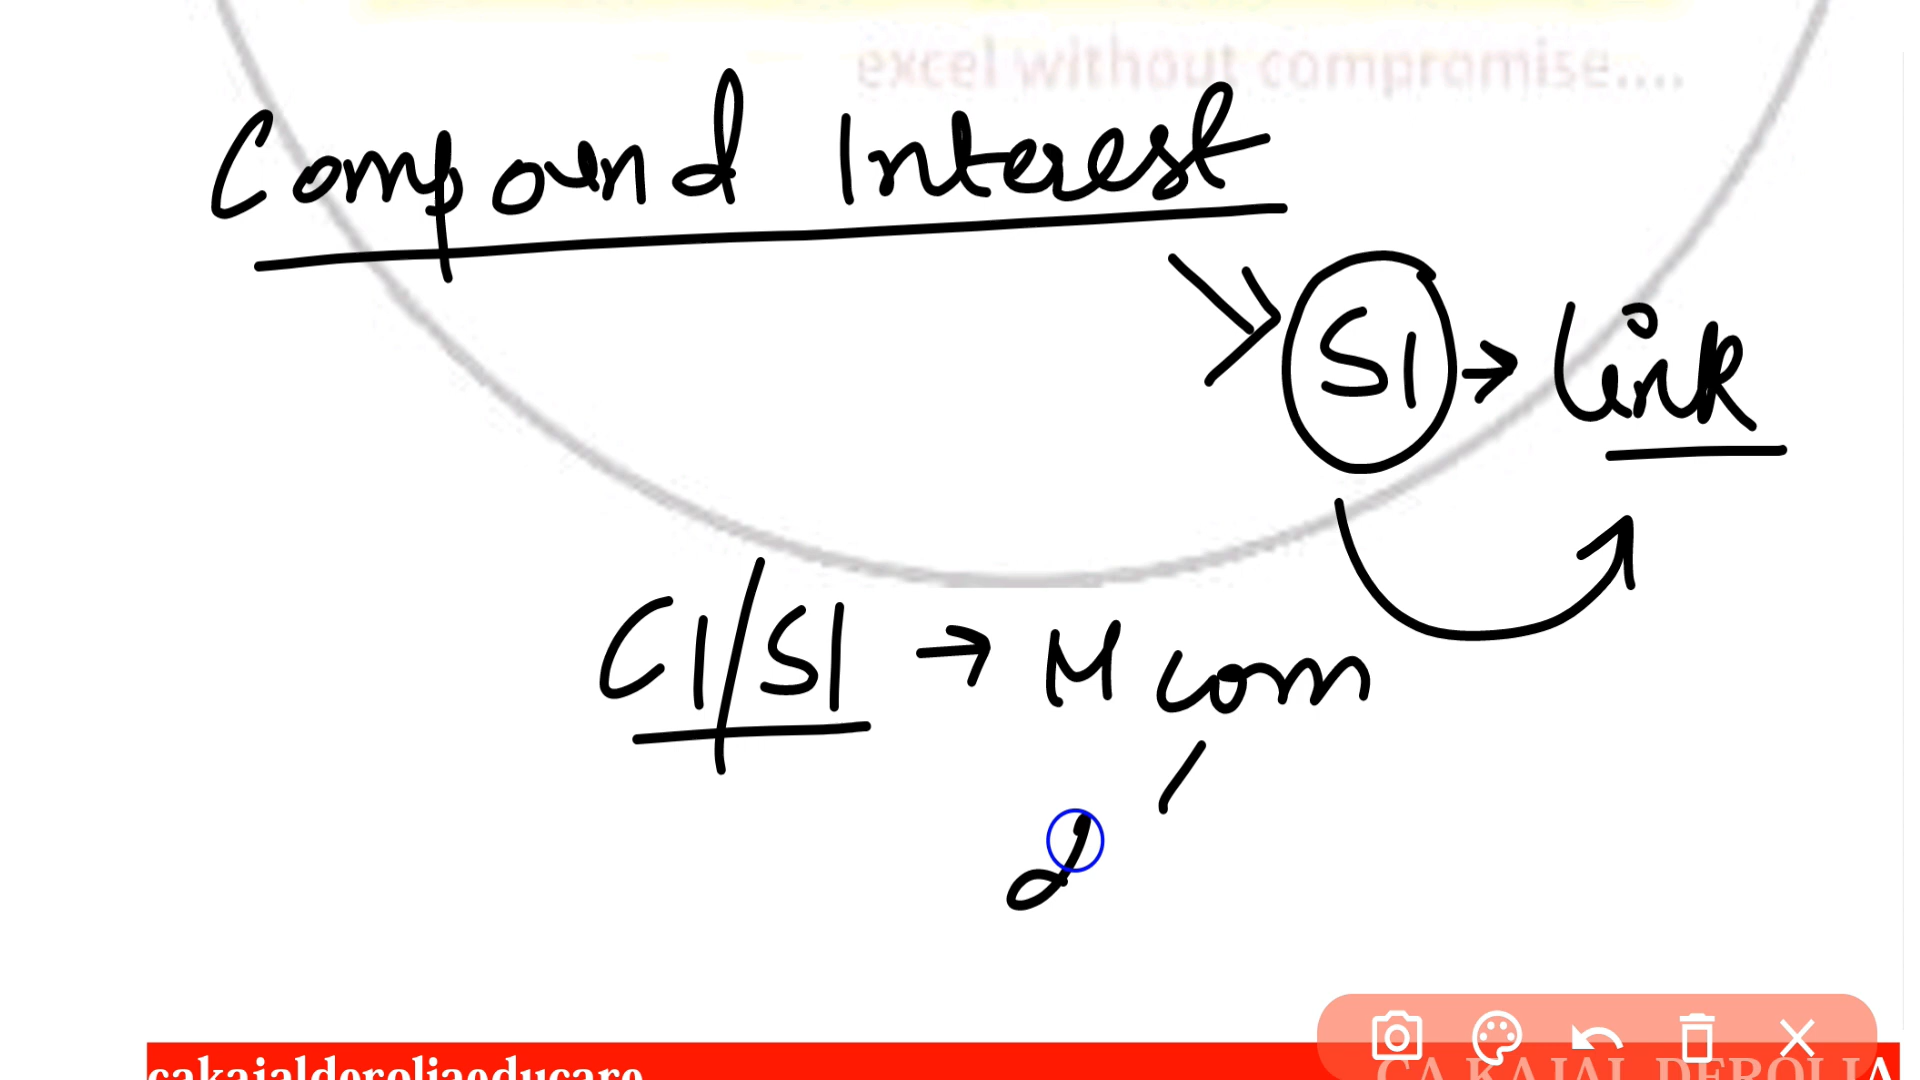 excel without compromise....
Compound Interest
SI → Link
CI/SI → M com
cakajalderoliaeducare
CA KAJAL DEROLIA